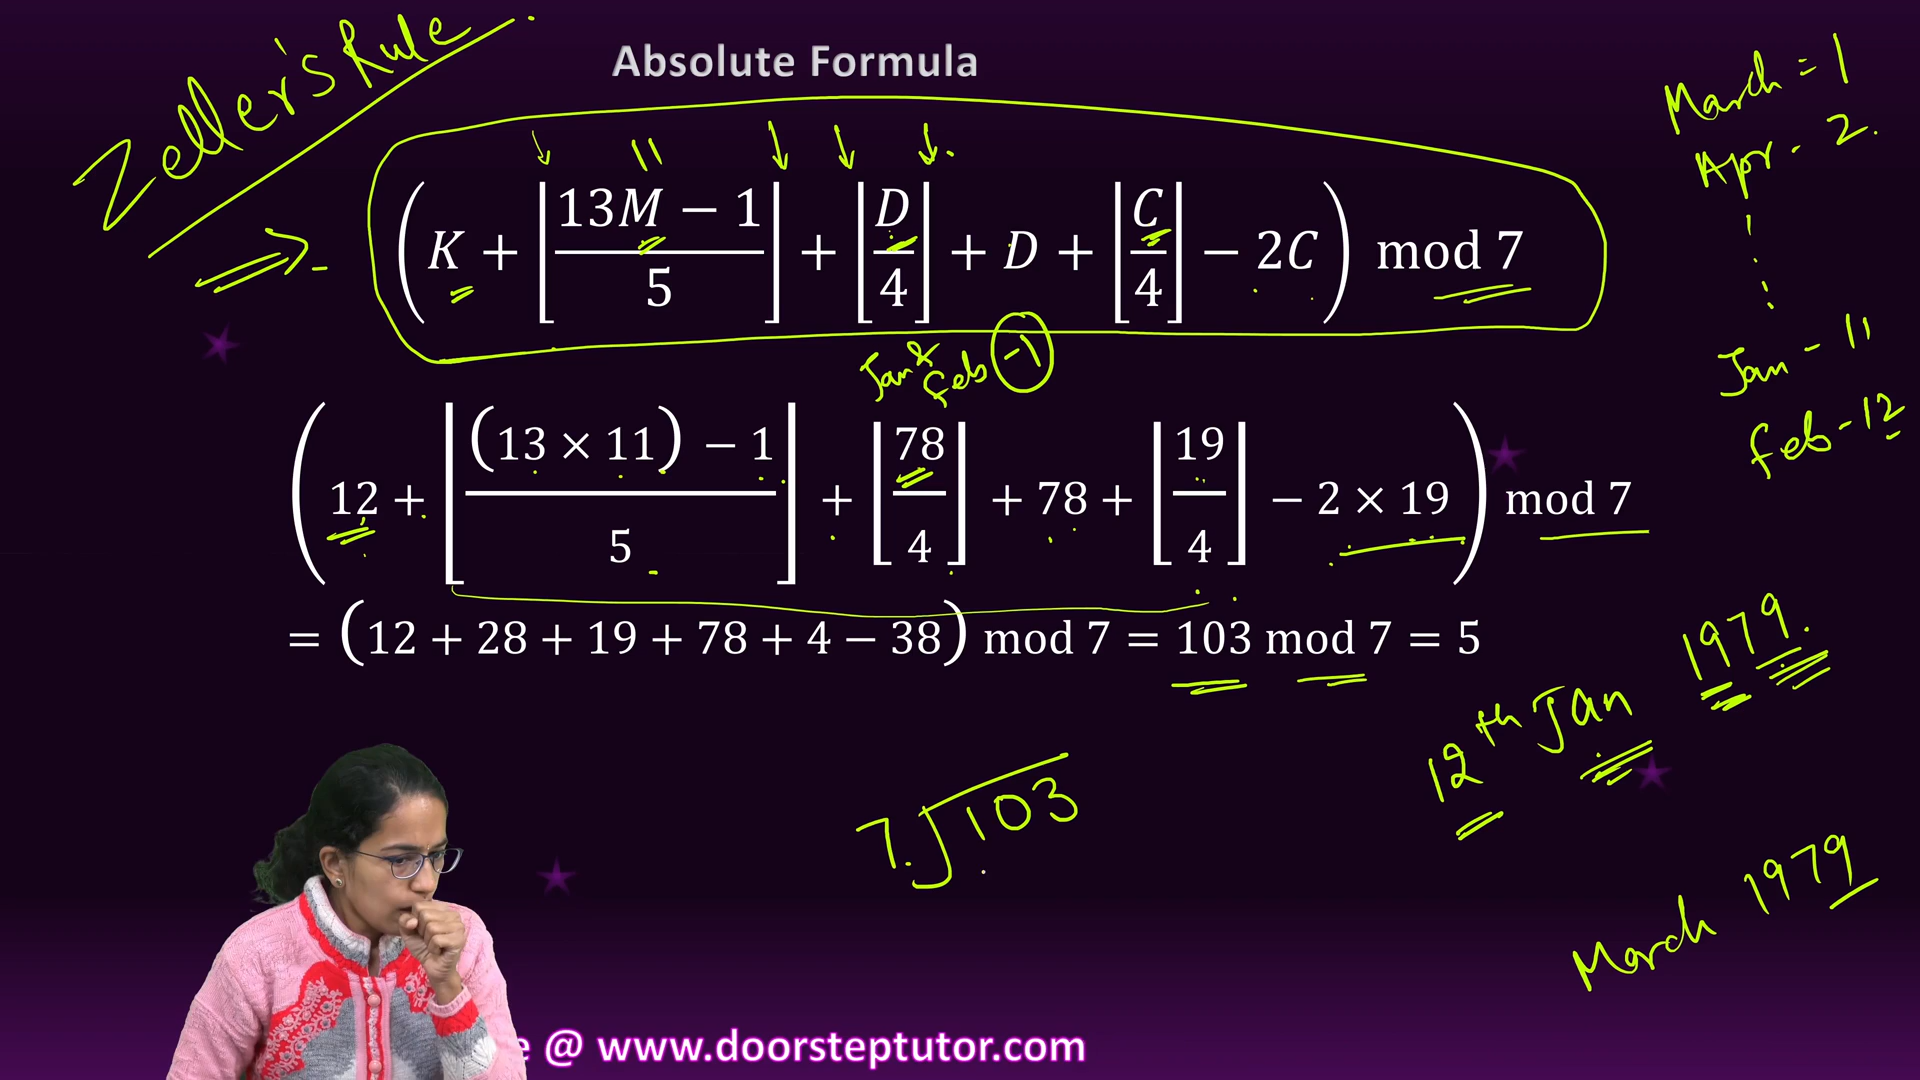 Zeller's Rule
Absolute Formula
March = 1
Apr - 2
Jan - 11
Feb - 12
(K + ⌊(13M − 1)/5⌋ + ⌊D/4⌋ + D + ⌊C/4⌋ − 2C) mod 7
Jan & Feb -1
(12 + ⌊((13 × 11) − 1)/5⌋ + ⌊78/4⌋ + 78 + ⌊19/4⌋ − 2 × 19) mod 7
= (12 + 28 + 19 + 78 + 4 − 38) mod 7 = 103 mod 7 = 5
12th Jan 1979.
7 103
March 1979
e @ www.doorsteptutor.com